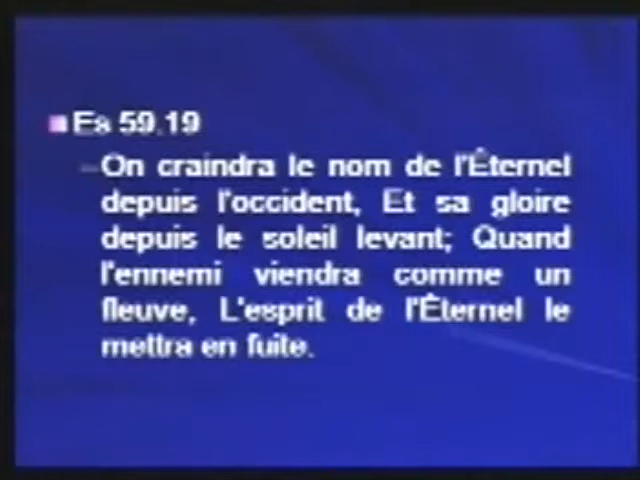 Es 59.19
–On craindra le nom de l'Éternel
depuis l'occident, Et sa gloire
depuis le soleil levant; Quand
l'ennemi viendra comme un
fleuve, L'esprit de l'Éternel le
mettra en fuite.